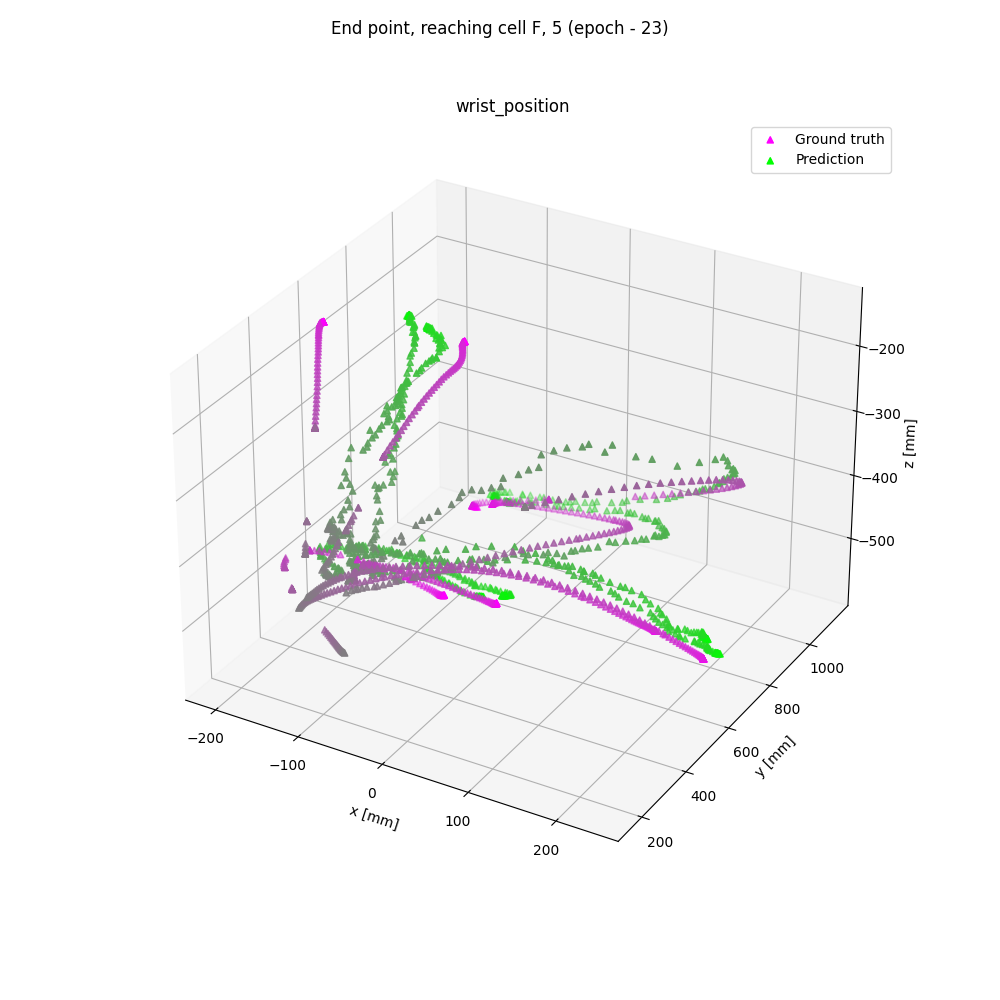 End point, reaching cell F, 5 (epoch - 23)
wrist_position
Ground truth
Prediction
−200
−300
−400
−500
z [mm]
1000
800
600
400
200
y [mm]
−200
−100
0
100
200
x [mm]